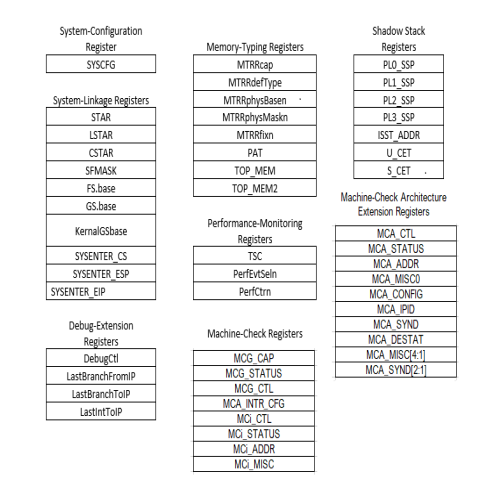 System-Configuration
Register
SYSCFG
System-Linkage Registers
STAR
LSTAR
CSTAR
SFMASK
FS.base
GS.base
KernalGSbase
SYSENTER_CS
SYSENTER_ESP
SYSENTER_EIP
Debug-Extension
Registers
DebugCtl
LastBranchFromIP
LastBranchToIP
LastIntToIP
Memory-Typing Registers
MTRRcap
MTRRdefType
MTRRphysBasen
MTRRphysMaskn
MTRRfixn
PAT
TOP_MEM
TOP_MEM2
Performance-Monitoring
Registers
TSC
PerfEvtSeln
PerfCtrn
Machine-Check Registers
MCG_CAP
MCG_STATUS
MCG_CTL
MCA_INTR_CFG
MCi_CTL
MCi_STATUS
MCi_ADDR
MCi_MISC
Shadow Stack
Registers
PL0_SSP
PL1_SSP
PL2_SSP
PL3_SSP
ISST_ADDR
U_CET
S_CET
Machine-Check Architecture
Extension Registers
MCA_CTL
MCA_STATUS
MCA_ADDR
MCA_MISC0
MCA_CONFIG
MCA_IPID
MCA_SYND
MCA_DESTAT
MCA_MISC[4:1]
MCA_SYND[2:1]